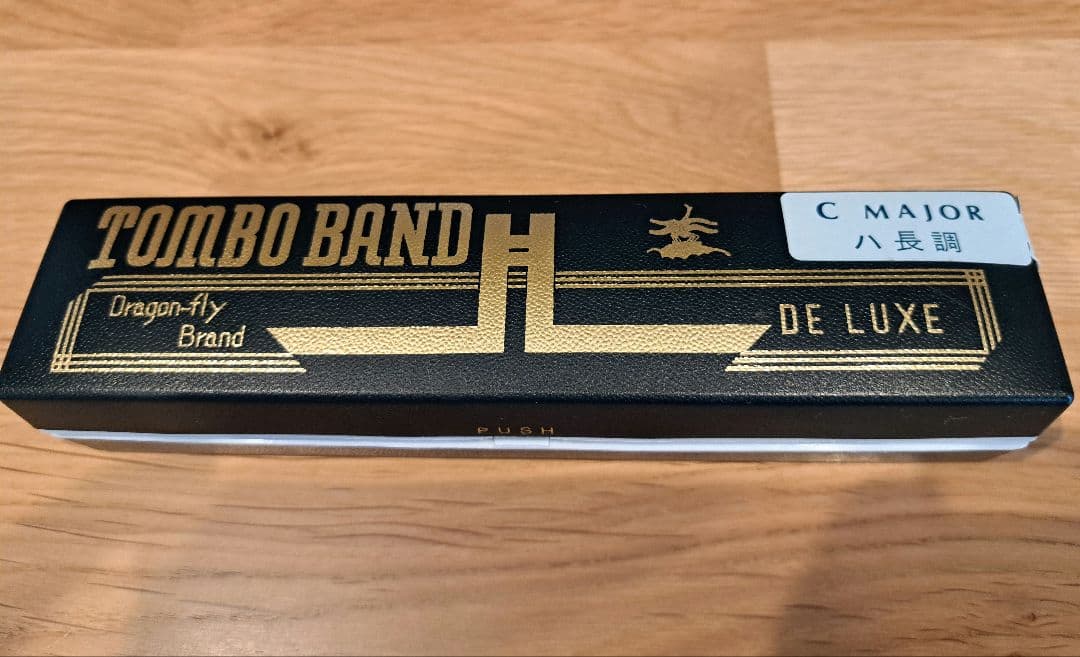 TOMBO BAND
C MAJOR
ハ長調
Dragon-fly
Brand
DE LUXE
PUSH